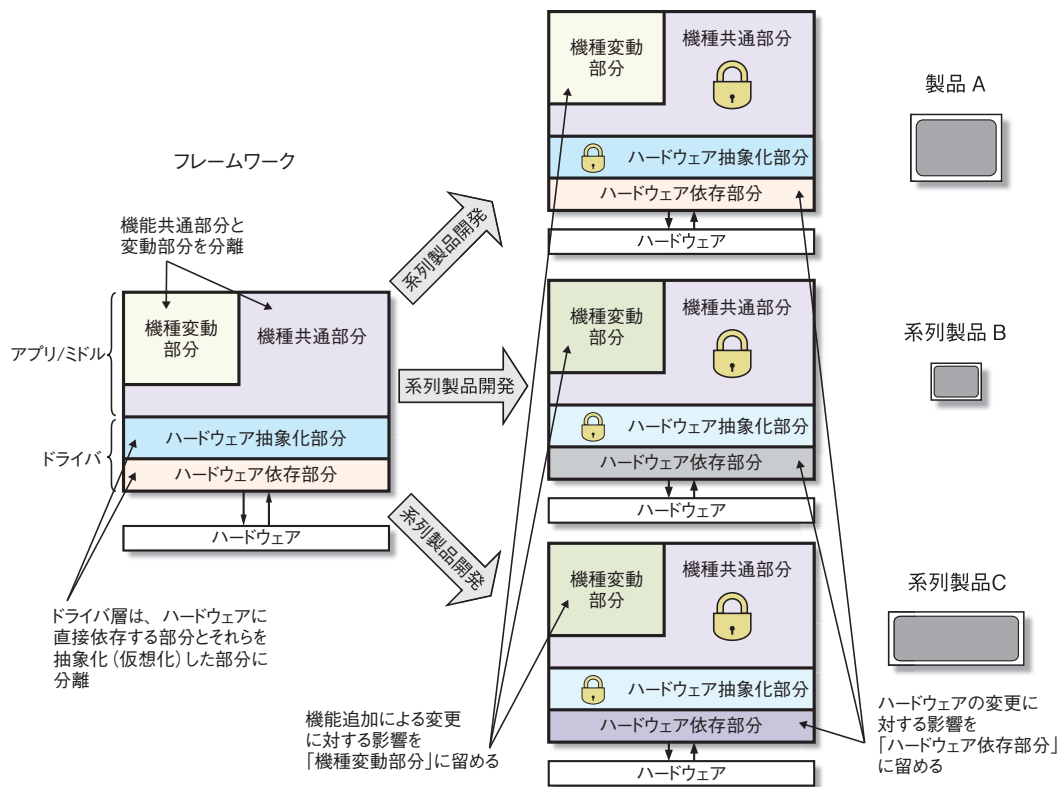 フレームワーク
機能共通部分と
変動部分を分離
アプリ/ミドル
機種変動
部分
機種共通部分
ドライバ
ハードウェア抽象化部分
ハードウェア依存部分
ハードウェア
ドライバ層は、ハードウェアに
直接依存する部分とそれらを
抽象化（仮想化）した部分に
分離
系列製品開発
系列製品開発
系列製品開発
機種変動
部分
機種共通部分
ハードウェア抽象化部分
ハードウェア依存部分
ハードウェア
製品 A
機種変動
部分
機種共通部分
ハードウェア抽象化部分
ハードウェア依存部分
ハードウェア
系列製品 B
機種変動
部分
機種共通部分
ハードウェア抽象化部分
ハードウェア依存部分
ハードウェア
系列製品C
機能追加による変更
に対する影響を
「機種変動部分」に留める
ハードウェアの変更に
対する影響を
「ハードウェア依存部分」
に留める